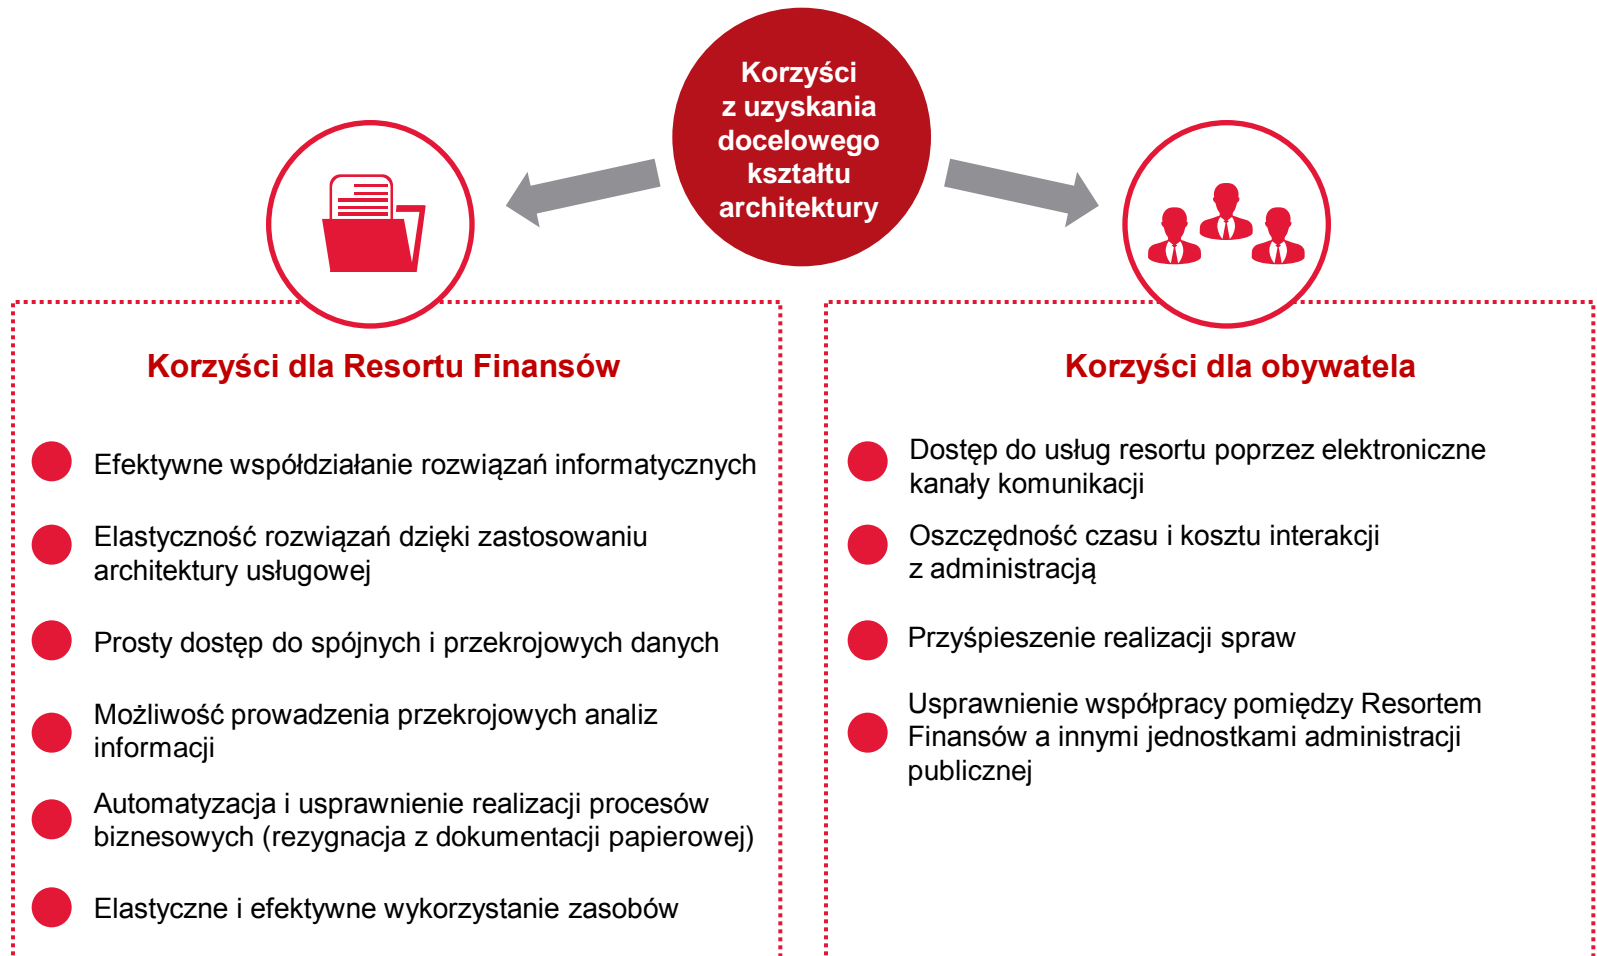 Korzyści
z uzyskania
docelowego
kształtu
architektury
Korzyści dla Resortu Finansów
Efektywne współdziałanie rozwiązań informatycznych
Elastyczność rozwiązań dzięki zastosowaniu
architektury usługowej
Prosty dostęp do spójnych i przekrojowych danych
Możliwość prowadzenia przekrojowych analiz
informacji
Automatyzacja i usprawnienie realizacji procesów
biznesowych (rezygnacja z dokumentacji papierowej)
Elastyczne i efektywne wykorzystanie zasobów
Korzyści dla obywatela
Dostęp do usług resortu poprzez elektroniczne
kanały komunikacji
Oszczędność czasu i kosztu interakcji
z administracją
Przyśpieszenie realizacji spraw
Usprawnienie współpracy pomiędzy Resortem
Finansów a innymi jednostkami administracji
publicznej